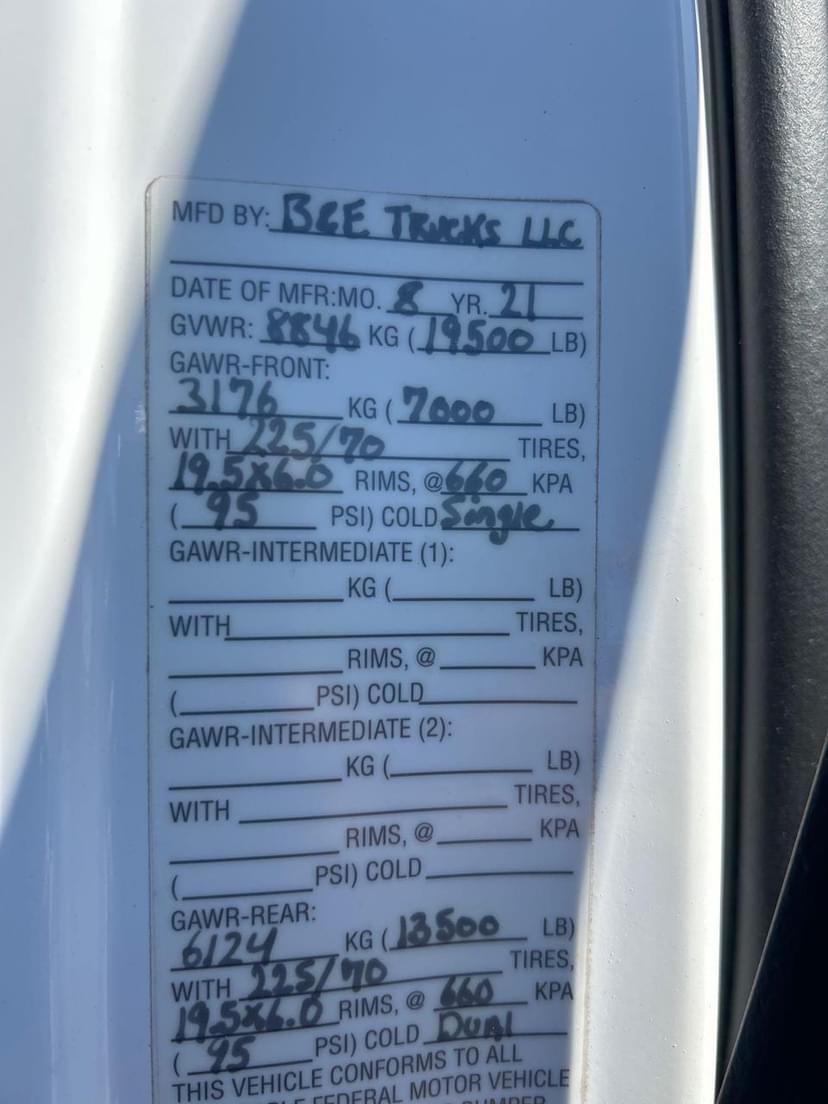 MFD BY: B&E TRUCKS LLC
DATE OF MFR:MO. 8 YR. 21
GVWR: 8846 KG (19500 LB)
GAWR-FRONT:
3176 KG (7000 LB)
WITH 225/70 TIRES,
19.5X6.0 RIMS, @ 660 KPA
(95 PSI) COLD Single
GAWR-INTERMEDIATE (1):
KG ( LB)
WITH TIRES,
RIMS, @ KPA
( PSI) COLD
GAWR-INTERMEDIATE (2):
KG ( LB)
WITH TIRES,
RIMS, @ KPA
( PSI) COLD
GAWR-REAR:
6124 KG (13500 LB)
WITH 225/70 TIRES,
19.5X6.0 RIMS, @ 660 KPA
(95 PSI) COLD Dual
THIS VEHICLE CONFORMS TO ALL
FEDERAL MOTOR VEHICLE